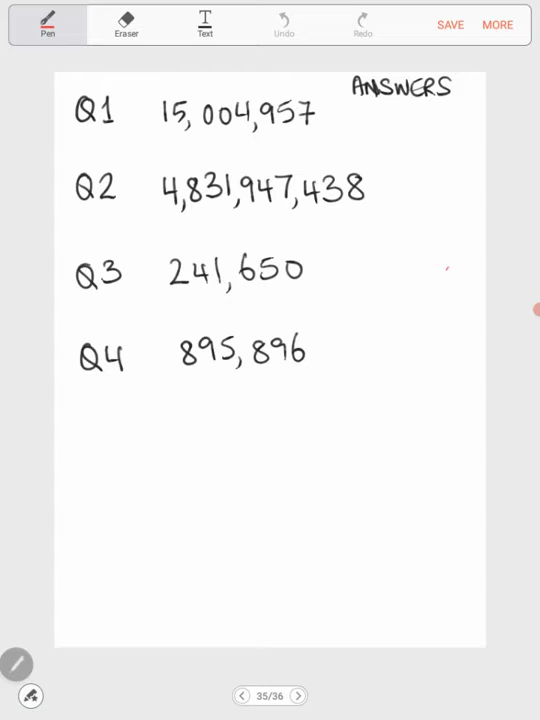 Pen Eraser Text Undo Redo SAVE MORE
ANSWERS
Q1 15,004,957
Q2 4,831,947,438
Q3 241,650
Q4 895,896
35/36